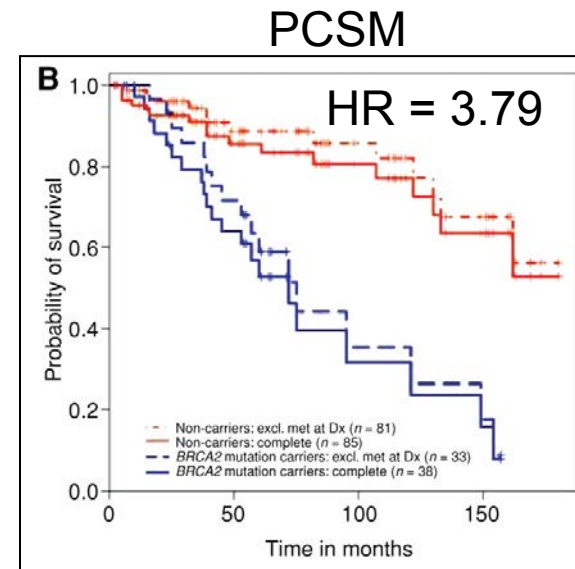 PCSM
B
HR = 3.79
1.0
0.8
0.6
0.4
0.2
0.0
Probability of survival
Non-carriers: excl. met at Dx (n = 81)
Non-carriers: complete (n = 85)
BRCA2 mutation carriers: excl. met at Dx (n = 33)
BRCA2 mutation carriers: complete (n = 38)
0 50 100 150
Time in months